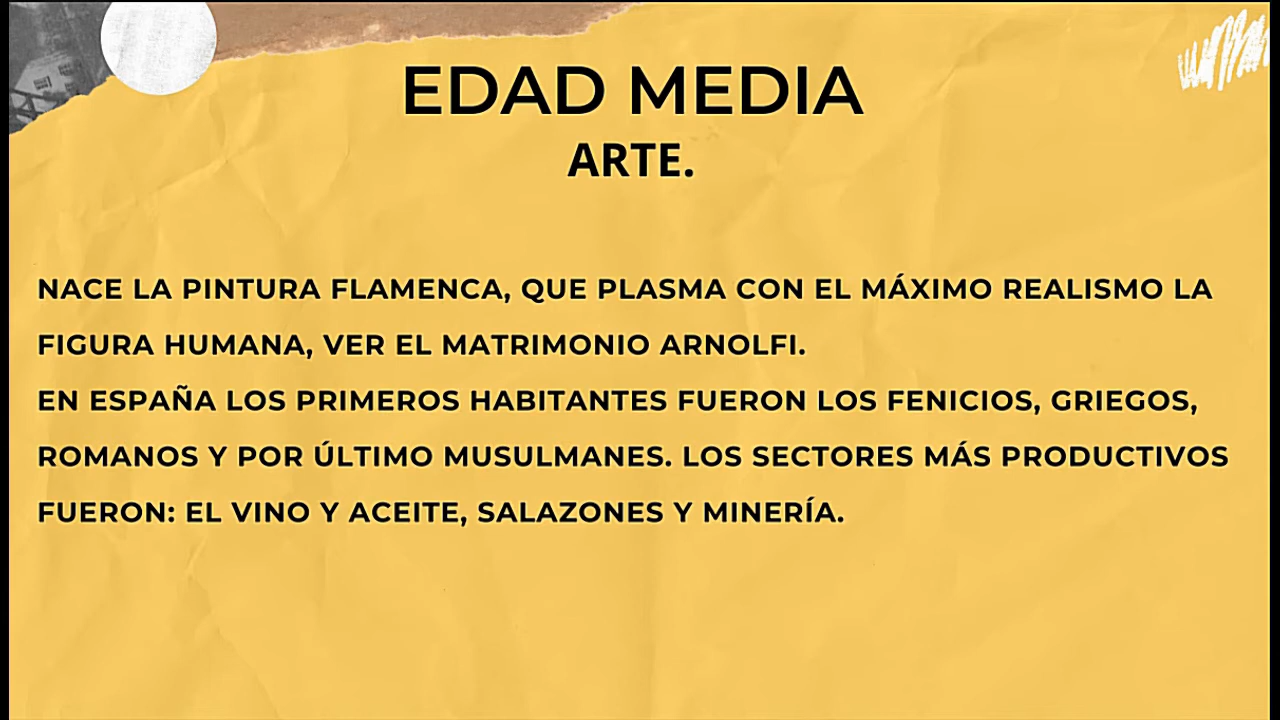 EDAD MEDIA
ARTE.
NACE LA PINTURA FLAMENCA, QUE PLASMA CON EL MÁXIMO REALISMO LA
FIGURA HUMANA, VER EL MATRIMONIO ARNOLFI.
EN ESPAÑA LOS PRIMEROS HABITANTES FUERON LOS FENICIOS, GRIEGOS,
ROMANOS Y POR ÚLTIMO MUSULMANES. LOS SECTORES MÁS PRODUCTIVOS
FUERON: EL VINO Y ACEITE, SALAZONES Y MINERÍA.